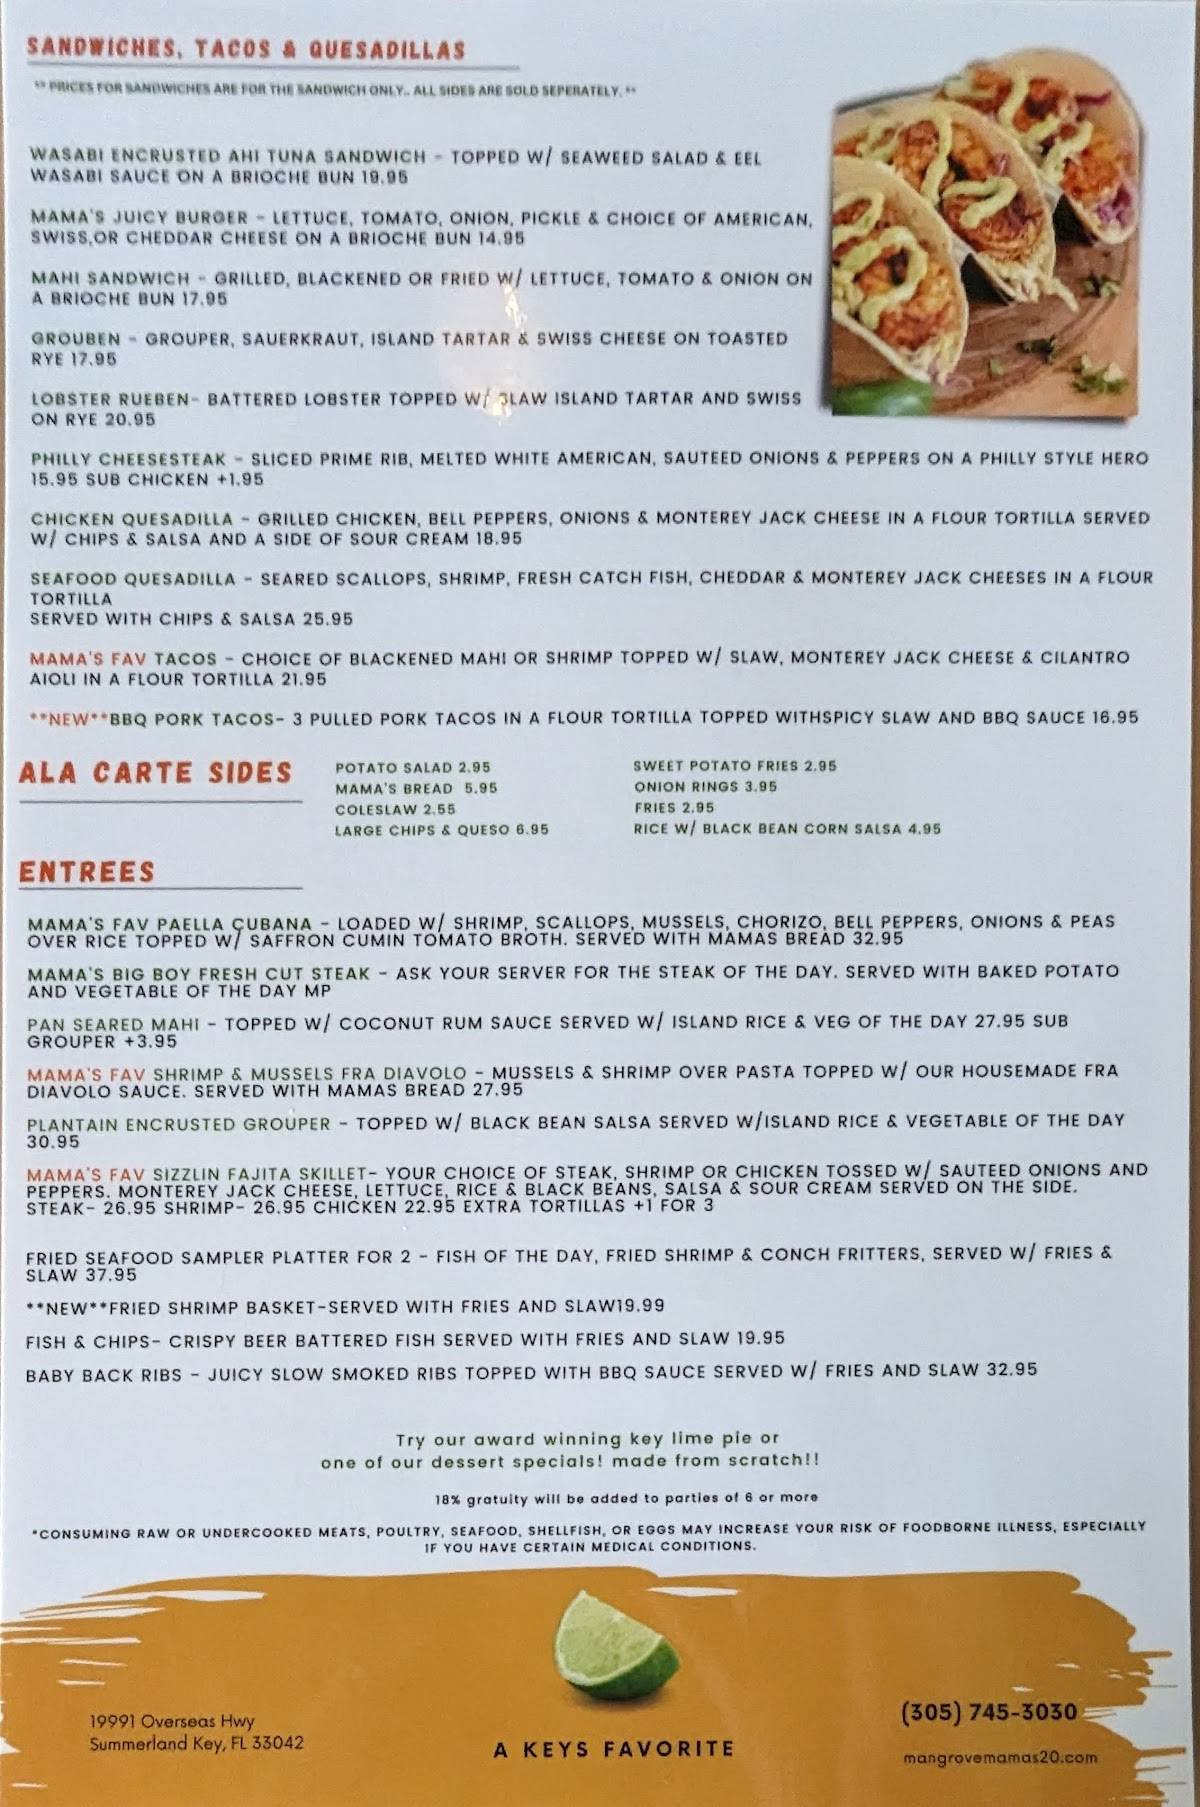 SANDWICHES, TACOS & QUESADILLAS
** PRICES FOR SANDWICHES ARE FOR THE SANDWICH ONLY.. ALL SIDES ARE SOLD SEPERATELY. **
WASABI ENCRUSTED AHI TUNA SANDWICH - TOPPED W/ SEAWEED SALAD & EEL
WASABI SAUCE ON A BRIOCHE BUN 19.95
MAMA'S JUICY BURGER - LETTUCE, TOMATO, ONION, PICKLE & CHOICE OF AMERICAN,
SWISS,OR CHEDDAR CHEESE ON A BRIOCHE BUN 14.95
MAHI SANDWICH - GRILLED, BLACKENED OR FRIED W/ LETTUCE, TOMATO & ONION ON
A BRIOCHE BUN 17.95
GROUBEN - GROUPER, SAUERKRAUT, ISLAND TARTAR & SWISS CHEESE ON TOASTED
RYE 17.95
LOBSTER RUEBEN- BATTERED LOBSTER TOPPED W/ SLAW ISLAND TARTAR AND SWISS
ON RYE 20.95
PHILLY CHEESESTEAK - SLICED PRIME RIB, MELTED WHITE AMERICAN, SAUTEED ONIONS & PEPPERS ON A PHILLY STYLE HERO
15.95 SUB CHICKEN +1.95
CHICKEN QUESADILLA - GRILLED CHICKEN, BELL PEPPERS, ONIONS & MONTEREY JACK CHEESE IN A FLOUR TORTILLA SERVED
W/ CHIPS & SALSA AND A SIDE OF SOUR CREAM 18.95
SEAFOOD QUESADILLA - SEARED SCALLOPS, SHRIMP, FRESH CATCH FISH, CHEDDAR & MONTEREY JACK CHEESES IN A FLOUR
TORTILLA
SERVED WITH CHIPS & SALSA 25.95
MAMA'S FAV TACOS - CHOICE OF BLACKENED MAHI OR SHRIMP TOPPED W/ SLAW, MONTEREY JACK CHEESE & CILANTRO
AIOLI IN A FLOUR TORTILLA 21.95
**NEW**BBQ PORK TACOS- 3 PULLED PORK TACOS IN A FLOUR TORTILLA TOPPED WITHSPICY SLAW AND BBQ SAUCE 16.95
ALA CARTE SIDES
POTATO SALAD 2.95
MAMA'S BREAD 5.95
COLESLAW 2.55
LARGE CHIPS & QUESO 6.95
SWEET POTATO FRIES 2.95
ONION RINGS 3.95
FRIES 2.95
RICE W/ BLACK BEAN CORN SALSA 4.95
ENTREES
MAMA'S FAV PAELLA CUBANA - LOADED W/ SHRIMP, SCALLOPS, MUSSELS, CHORIZO, BELL PEPPERS, ONIONS & PEAS
OVER RICE TOPPED W/ SAFFRON CUMIN TOMATO BROTH. SERVED WITH MAMAS BREAD 32.95
MAMA'S BIG BOY FRESH CUT STEAK - ASK YOUR SERVER FOR THE STEAK OF THE DAY. SERVED WITH BAKED POTATO
AND VEGETABLE OF THE DAY MP
PAN SEARED MAHI - TOPPED W/ COCONUT RUM SAUCE SERVED W/ ISLAND RICE & VEG OF THE DAY 27.95 SUB
GROUPER +3.95
MAMA'S FAV SHRIMP & MUSSELS FRA DIAVOLO - MUSSELS & SHRIMP OVER PASTA TOPPED W/ OUR HOUSEMADE FRA
DIAVOLO SAUCE. SERVED WITH MAMAS BREAD 27.95
PLANTAIN ENCRUSTED GROUPER - TOPPED W/ BLACK BEAN SALSA SERVED W/ISLAND RICE & VEGETABLE OF THE DAY
30.95
MAMA'S FAV SIZZLIN FAJITA SKILLET- YOUR CHOICE OF STEAK, SHRIMP OR CHICKEN TOSSED W/ SAUTEED ONIONS AND
PEPPERS. MONTEREY JACK CHEESE, LETTUCE, RICE & BLACK BEANS, SALSA & SOUR CREAM SERVED ON THE SIDE.
STEAK- 26.95 SHRIMP- 26.95 CHICKEN 22.95 EXTRA TORTILLAS +1 FOR 3
FRIED SEAFOOD SAMPLER PLATTER FOR 2 - FISH OF THE DAY, FRIED SHRIMP & CONCH FRITTERS, SERVED W/ FRIES &
SLAW 37.95
**NEW**FRIED SHRIMP BASKET-SERVED WITH FRIES AND SLAW19.99
FISH & CHIPS- CRISPY BEER BATTERED FISH SERVED WITH FRIES AND SLAW 19.95
BABY BACK RIBS - JUICY SLOW SMOKED RIBS TOPPED WITH BBQ SAUCE SERVED W/ FRIES AND SLAW 32.95
Try our award winning key lime pie or
one of our dessert specials! made from scratch!!
18% gratuity will be added to parties of 6 or more
*CONSUMING RAW OR UNDERCOOKED MEATS, POULTRY, SEAFOOD, SHELLFISH, OR EGGS MAY INCREASE YOUR RISK OF FOODBORNE ILLNESS, ESPECIALLY
IF YOU HAVE CERTAIN MEDICAL CONDITIONS.
19991 Overseas Hwy
Summerland Key, FL 33042
A KEYS FAVORITE
(305) 745-3030
mangrovemamas20.com